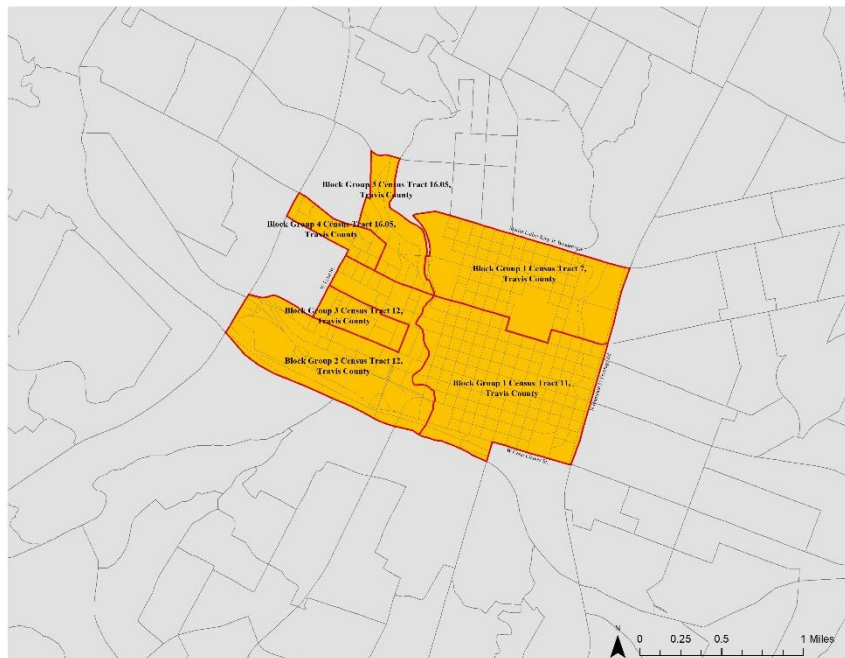 Block Group 3 Census Tract 16.05,
Travis County
Block Group 4 Census Tract 16.05,
Travis County
Block Group 1 Census Tract 7,
Travis County
Block Group 3 Census Tract 12,
Travis County
Block Group 2 Census Tract 12,
Travis County
Block Group 1 Census Tract 11,
Travis County
N
0 0.25 0.5 1 Miles